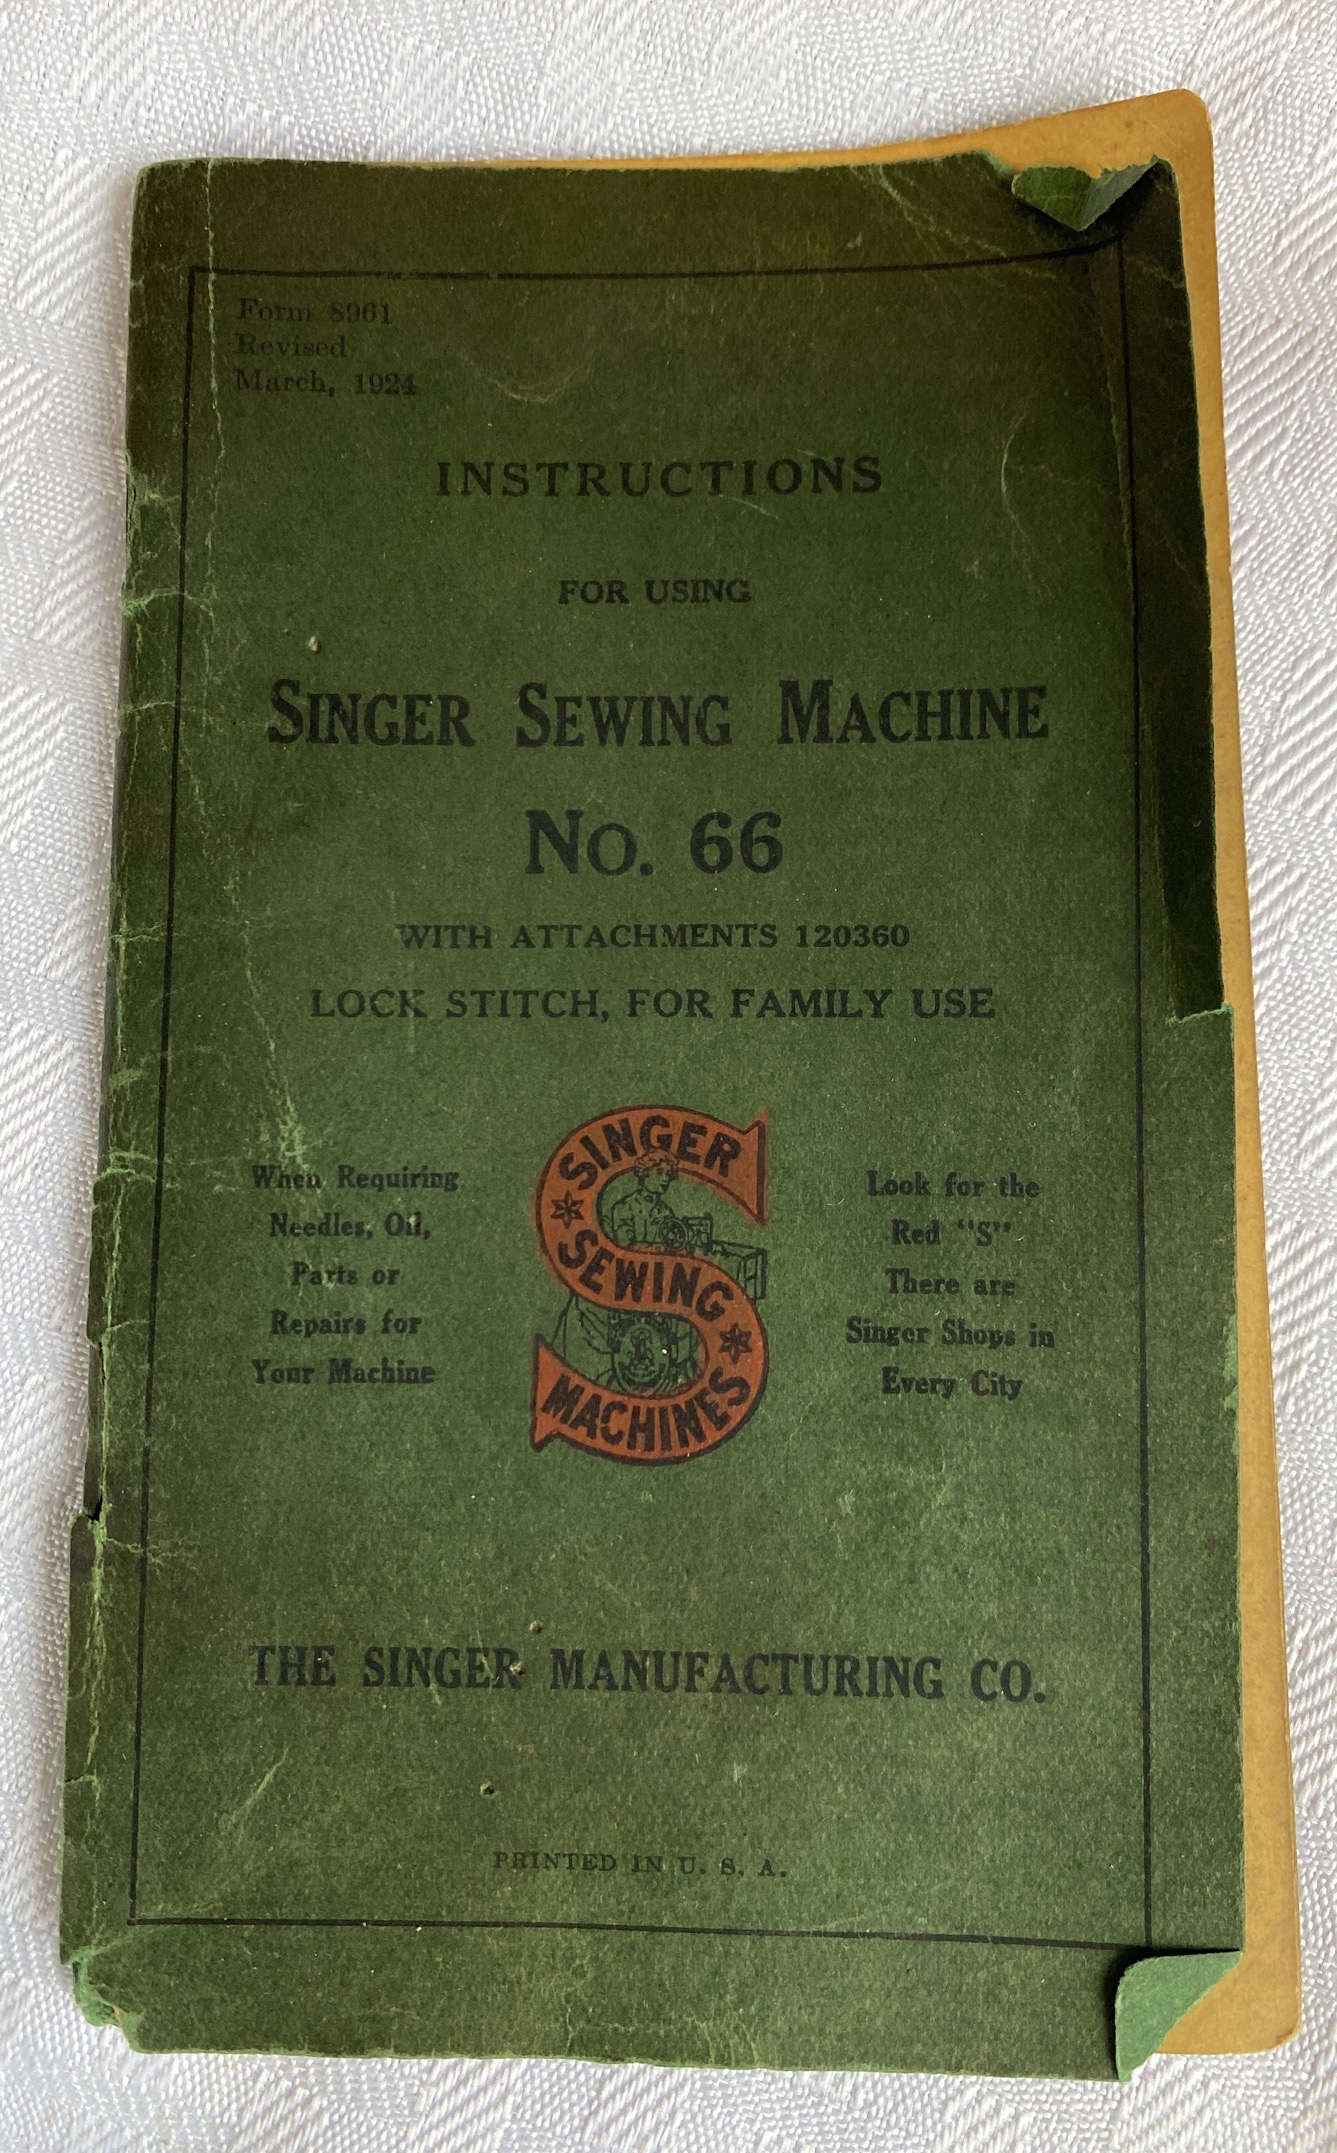 Form 8961
Revised
March, 1924
INSTRUCTIONS
FOR USING
SINGER SEWING MACHINE
No. 66
WITH ATTACHMENTS 120360
LOCK STITCH, FOR FAMILY USE
When Requiring
Needles, Oil,
Parts or
Repairs for
Your Machine
SINGER
SEWING
MACHINES
Look for the
Red "S"
There are
Singer Shops in
Every City
THE SINGER MANUFACTURING CO.
PRINTED IN U. S. A.